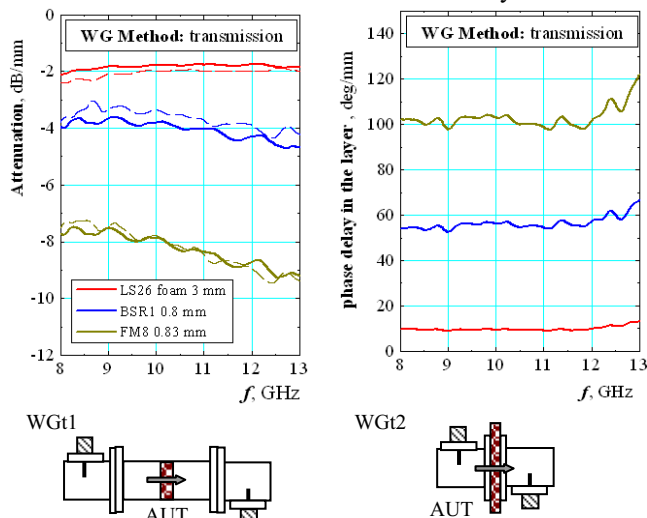 WG Method: transmission
Attenuation, dB/mm
0
-2
-4
-6
-8
-10
-12
LS26 foam 3 mm
BSR1 0.8 mm
FM8 0.83 mm
8 9 10 11 12 13
f, GHz
WG Method: transmission
phase delay in the layer , deg/mm
140
120
100
80
60
40
20
0
8 9 10 11 12 13
f, GHz
WGt1
AUT
WGt2
AUT